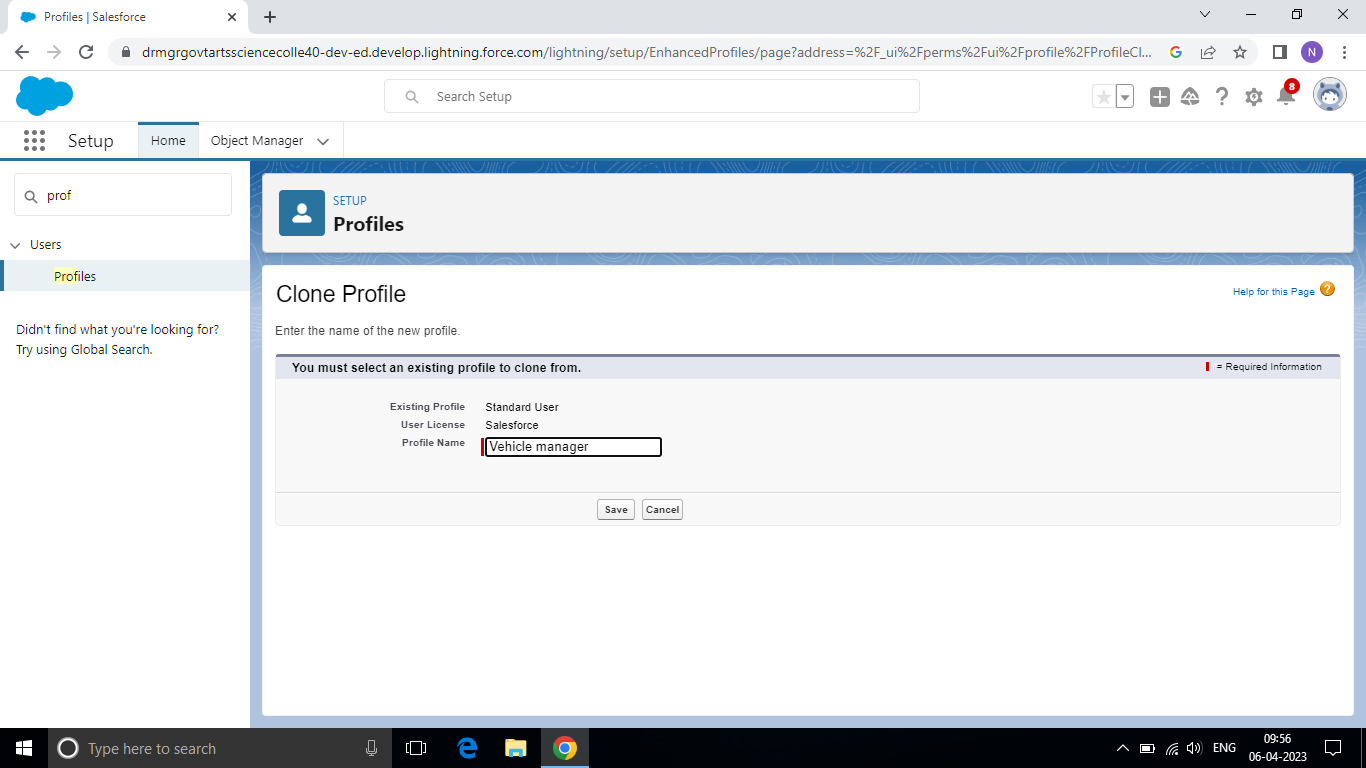 Profiles | Salesforce
drmgrgovtartssciencecolle40-dev-ed.develop.lightning.force.com/lightning/setup/EnhancedProfiles/page?address=%2F_ui%2Fperms%2Fui%2Fprofile%2FProfileCl...
N
Search Setup
8
Setup
Home
Object Manager
prof
Users
Profiles
Didn't find what you're looking for?
Try using Global Search.
SETUP
Profiles
Clone Profile
Help for this Page
Enter the name of the new profile.
You must select an existing profile to clone from.
= Required Information
Existing Profile Standard User
User License Salesforce
Profile Name Vehicle manager
Save Cancel
Type here to search
ENG
09:56
06-04-2023